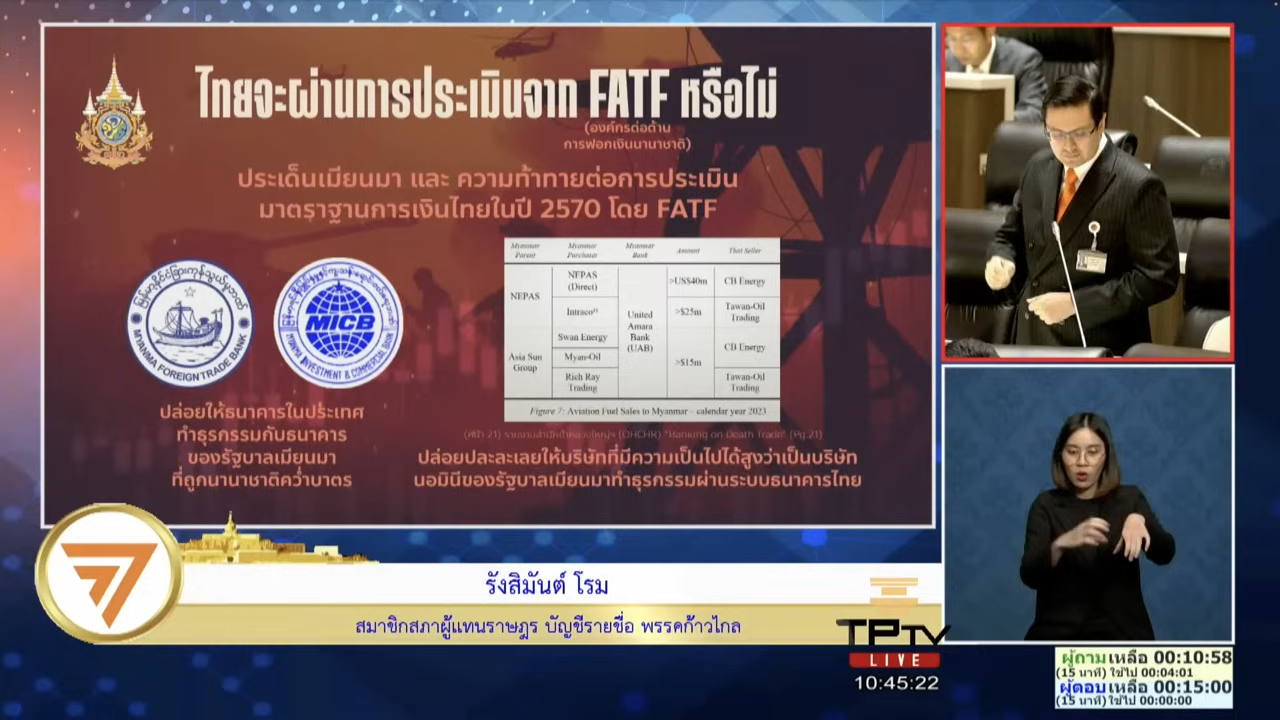 ไทยจะผ่านการประเมินจาก FATF หรือไม่
(องค์กรต่อต้าน
การฟอกเงินนานาชาติ)
ประเด็นเมียนมา และ ความท้าทายต่อการประเมิน
มาตราฐานการเงินไทยในปี 2570 โดย FATF
MYANMA FOREIGN TRADE BANK
MICB
MYANMA INVESTMENT & COMMERCIAL BANK
ปล่อยให้ธนาคารในประเทศ
ทำธุรกรรมกับธนาคาร
ของรัฐบาลเมียนมา
ที่ถูกนานาชาติคว่ำบาตร
Myanmar Parent Myanmar Purchaser Myanmar Bank Amount Thai Seller
NEPAS NEPAS (Direct) United Amara Bank (UAB) >US$40m CB Energy
Intraco >$25m Tawan-Oil Trading
Asia Sun Group Swan Energy >$15m CB Energy
Myan-Oil
Rich Ray Trading Tawan-Oil Trading
Figure 7: Aviation Fuel Sales to Myanmar – calendar year 2023
(OHCHR) "Banking on Death Trade" (Pg.21)
ปล่อยปละละเลยให้บริษัทที่มีความเป็นไปได้สูงว่าเป็นบริษัท
นอมินีของรัฐบาลเมียนมาทำธุรกรรมผ่านระบบธนาคารไทย
รังสิมันต์ โรม
สมาชิกสภาผู้แทนราษฎร บัญชีรายชื่อ พรรคก้าวไกล
TPTV
LIVE
10:45:22
ผู้ถามเหลือ 00:10:58
(15 นาที) ใช้ไป 00:04:01
ผู้ตอบเหลือ 00:15:00
(15 นาที) ใช้ไป 00:00:00